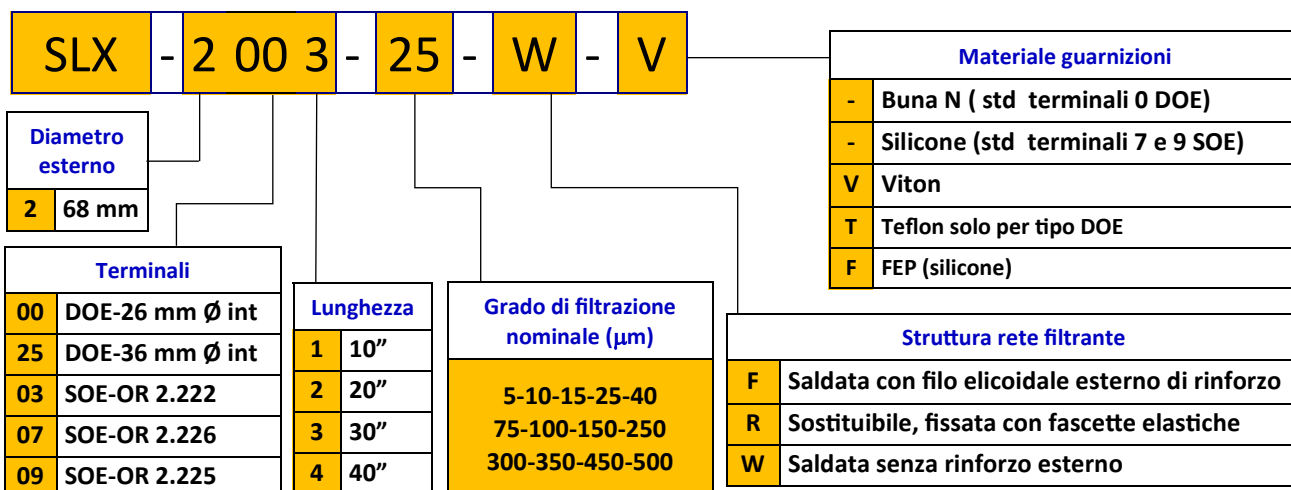 SLX - 2 00 3 - 25 - W - V
Diametro
esterno
2 68 mm
Terminali
00 DOE-26 mm Ø int
25 DOE-36 mm Ø int
03 SOE-OR 2.222
07 SOE-OR 2.226
09 SOE-OR 2.225
Lunghezza
1 10”
2 20”
3 30”
4 40”
Grado di filtrazione
nominale (µm)
5-10-15-25-40
75-100-150-250
300-350-450-500
Materiale guarnizioni
- Buna N ( std terminali 0 DOE)
- Silicone (std terminali 7 e 9 SOE)
V Viton
T Teflon solo per tipo DOE
F FEP (silicone)
Struttura rete filtrante
F Saldata con filo elicoidale esterno di rinforzo
R Sostituibile, fissata con fascette elastiche
W Saldata senza rinforzo esterno